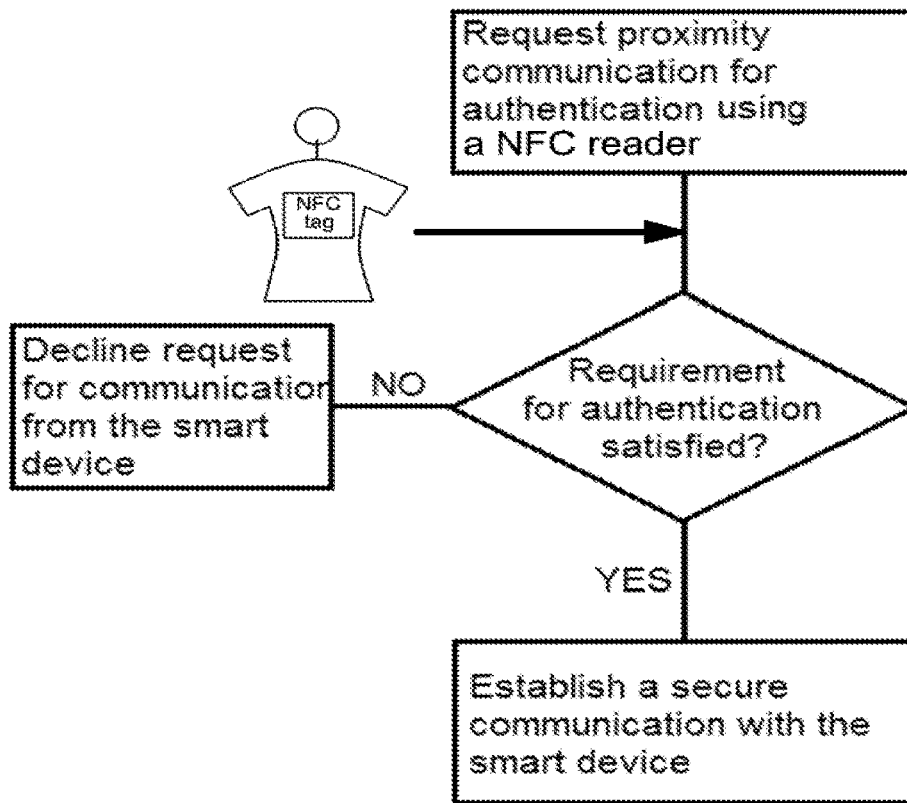 Request proximity
communication for
authentication using
a NFC reader
NFC
tag
Decline request
for communication
from the smart
device
NO
Requirement
for authentication
satisfied?
YES
Establish a secure
communication with the
smart device